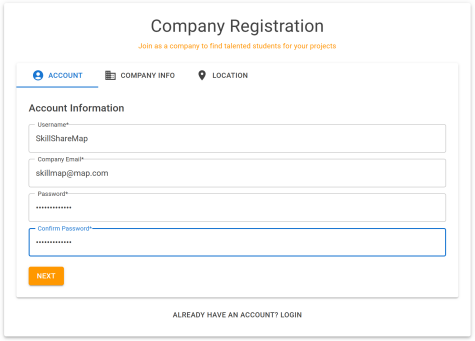 Company Registration
Join as a company to find talented students for your projects
ACCOUNT
COMPANY INFO
LOCATION
Account Information
Username*
SkillShareMap
Company Email*
skillmap@map.com
Password*
•••••••••••••
Confirm Password*
•••••••••••••
NEXT
ALREADY HAVE AN ACCOUNT? LOGIN